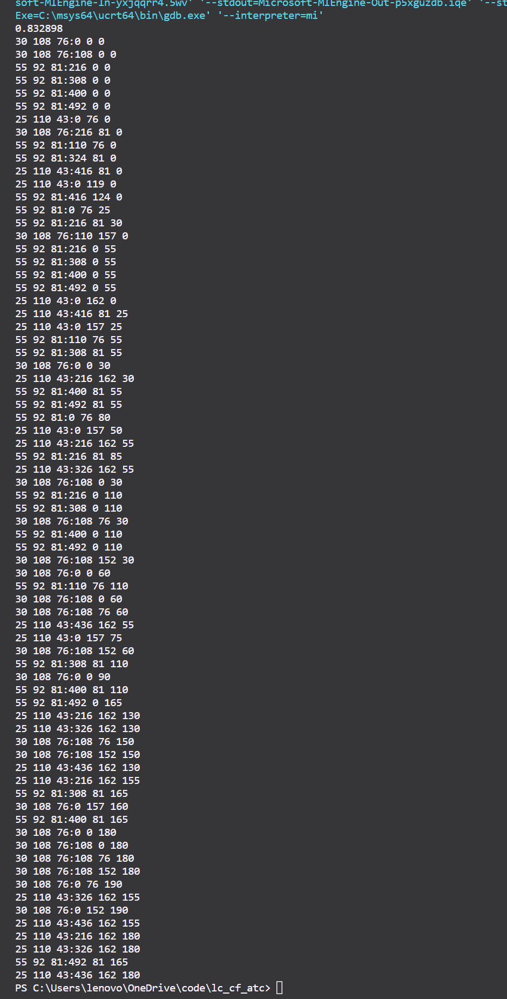 soft-MIEngine-In-yxjqqrr4.5wv' '--stdout=Microsoft-MIEngine-Out-p5xguzdb.iqe' '--st
Exe=C:\msys64\ucrt64\bin\gdb.exe' '--interpreter=mi'
0.832898
30 108 76:0 0 0
30 108 76:108 0 0
55 92 81:216 0 0
55 92 81:308 0 0
55 92 81:400 0 0
55 92 81:492 0 0
25 110 43:0 76 0
30 108 76:216 81 0
55 92 81:110 76 0
55 92 81:324 81 0
25 110 43:416 81 0
25 110 43:0 119 0
55 92 81:416 124 0
55 92 81:0 76 25
55 92 81:216 81 30
30 108 76:110 157 0
55 92 81:216 0 55
55 92 81:308 0 55
55 92 81:400 0 55
55 92 81:492 0 55
25 110 43:0 162 0
25 110 43:416 81 25
25 110 43:0 157 25
55 92 81:110 76 55
55 92 81:308 81 55
30 108 76:0 0 30
25 110 43:216 162 30
55 92 81:400 81 55
55 92 81:492 81 55
55 92 81:0 76 80
25 110 43:0 157 50
25 110 43:216 162 55
55 92 81:216 81 85
25 110 43:326 162 55
30 108 76:108 0 30
55 92 81:216 0 110
55 92 81:308 0 110
30 108 76:108 76 30
55 92 81:400 0 110
55 92 81:492 0 110
30 108 76:108 152 30
30 108 76:0 0 60
55 92 81:110 76 110
30 108 76:108 0 60
30 108 76:108 76 60
25 110 43:436 162 55
25 110 43:0 157 75
30 108 76:108 152 60
55 92 81:308 81 110
30 108 76:0 0 90
55 92 81:400 81 110
55 92 81:492 0 165
25 110 43:216 162 130
25 110 43:326 162 130
30 108 76:108 76 150
30 108 76:108 152 150
25 110 43:436 162 130
25 110 43:216 162 155
55 92 81:308 81 165
30 108 76:0 157 160
55 92 81:400 81 165
30 108 76:0 0 180
30 108 76:108 0 180
30 108 76:108 76 180
30 108 76:108 152 180
30 108 76:0 76 190
25 110 43:326 162 155
30 108 76:0 152 190
25 110 43:436 162 155
25 110 43:216 162 180
25 110 43:326 162 180
55 92 81:492 81 165
25 110 43:436 162 180
PS C:\Users\lenovo\OneDrive\code\lc_cf_atc>